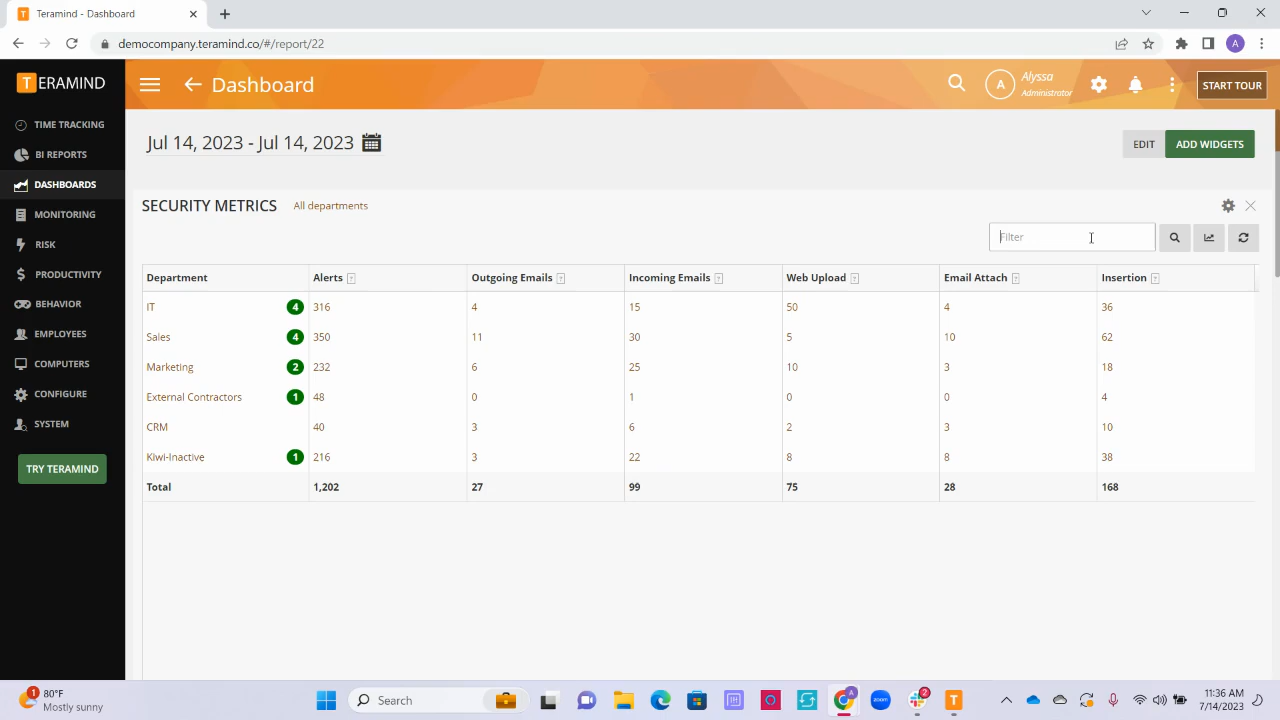 Teramind - Dashboard
democompany.teramind.co/#/report/22
A
TERAMIND
Dashboard
A
Alyssa
Administrator
START TOUR
TIME TRACKING
BI REPORTS
DASHBOARDS
MONITORING
RISK
PRODUCTIVITY
BEHAVIOR
EMPLOYEES
COMPUTERS
CONFIGURE
SYSTEM
TRY TERAMIND
Jul 14, 2023 - Jul 14, 2023
EDIT
ADD WIDGETS
SECURITY METRICS All departments
Filter
Department Alerts ? Outgoing Emails ? Incoming Emails ? Web Upload ? Email Attach ? Insertion ?
IT 4 316 4 15 50 4 36
Sales 4 350 11 30 5 10 62
Marketing 2 232 6 25 10 3 18
External Contractors 1 48 0 1 0 0 4
CRM 40 3 6 2 3 10
Kiwi-Inactive 1 216 3 22 8 8 38
Total 1,202 27 99 75 28 168
1
80°F
Mostly sunny
Search
A
zoom
2
T
11:36 AM
7/14/2023